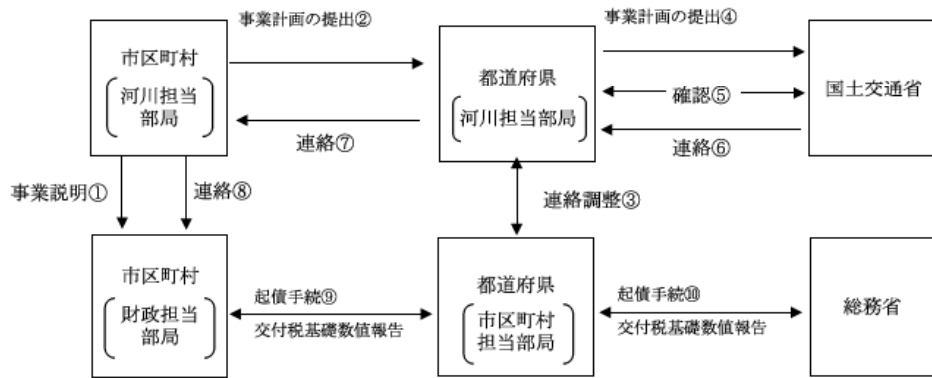 事業計画の提出②
事業計画の提出④
市区町村
河川担当
部局
都道府県
河川担当部局
国土交通省
確認⑤
連絡⑦
連絡⑥
事業説明①
連絡⑧
連絡調整③
市区町村
財政担当
部局
起債手続⑨
交付税基礎数値報告
都道府県
市区町村
担当部局
起債手続⑩
交付税基礎数値報告
総務省